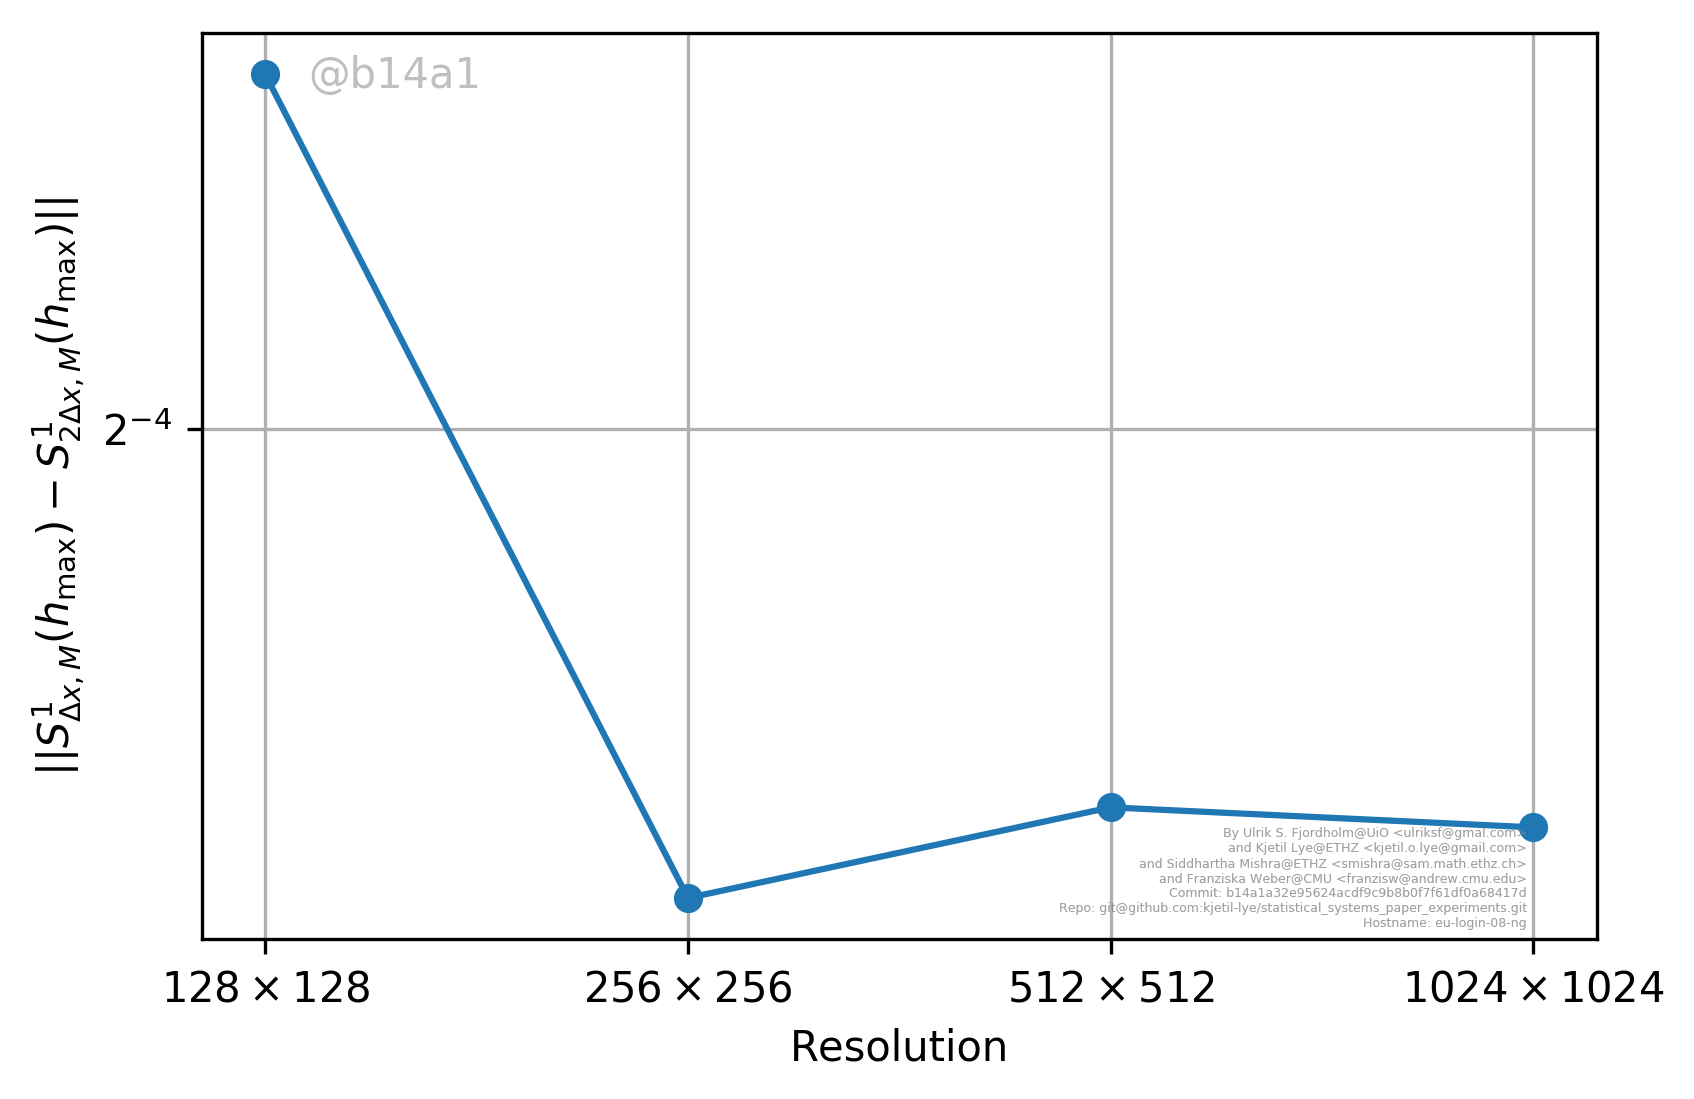 @b14a1
||S^1_{Δx,M}(h_max) − S^1_{2Δx,M}(h_max)||
2^{−4}
By Ulrik S. Fjordholm@UiO <ulriksf@gmal.com>
and Kjetil Lye@ETHZ <kjetil.o.lye@gmail.com>
and Siddhartha Mishra@ETHZ <smishra@sam.math.ethz.ch>
and Franziska Weber@CMU <franzisw@andrew.cmu.edu>
Commit: b14a1a32e95624acdf9c9b8b0f7f61df0a68417d
Repo: git@github.com:kjetil-lye/statistical_systems_paper_experiments.git
Hostname: eu-login-08-ng
128 × 128 256 × 256 512 × 512 1024 × 1024
Resolution